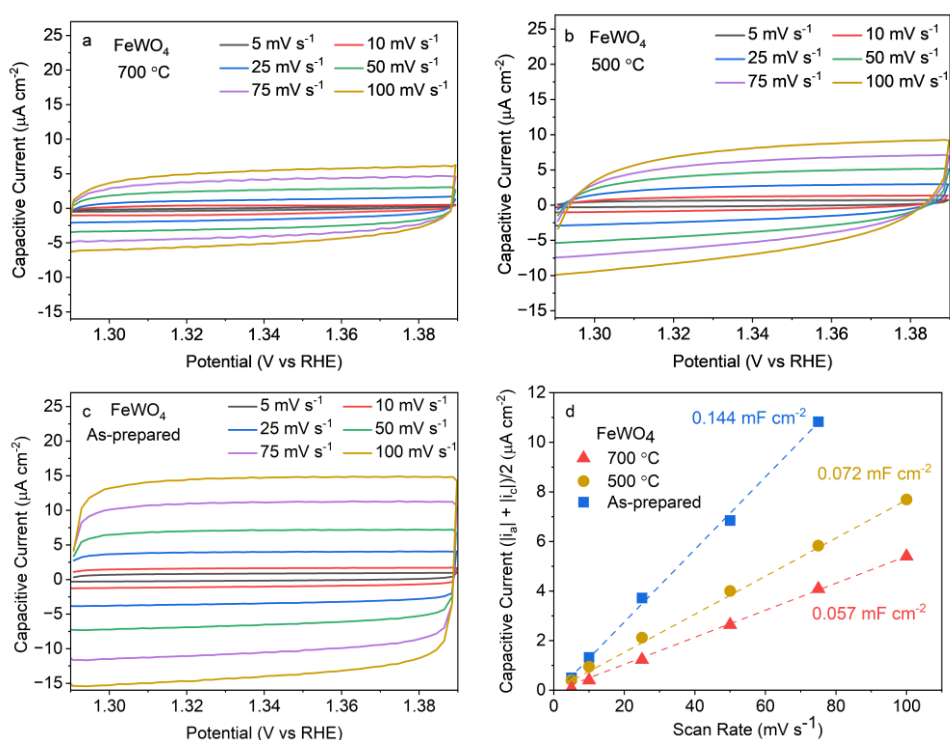 a
FeWO₄
700 °C
5 mV s⁻¹
10 mV s⁻¹
25 mV s⁻¹
50 mV s⁻¹
75 mV s⁻¹
100 mV s⁻¹
Capacitive Current (μA cm⁻²)
25
20
15
10
5
0
-5
-10
-15
1.30
1.32
1.34
1.36
1.38
Potential (V vs RHE)
b
FeWO₄
500 °C
5 mV s⁻¹
10 mV s⁻¹
25 mV s⁻¹
50 mV s⁻¹
75 mV s⁻¹
100 mV s⁻¹
Capacitive Current (μA cm⁻²)
25
20
15
10
5
0
−5
−10
−15
1.30
1.32
1.34
1.36
1.38
Potential (V vs RHE)
c
FeWO₄
As-prepared
5 mV s⁻¹
10 mV s⁻¹
25 mV s⁻¹
50 mV s⁻¹
75 mV s⁻¹
100 mV s⁻¹
Capacitive Current (μA cm⁻²)
25
20
15
10
5
0
−5
−10
−15
1.30
1.32
1.34
1.36
1.38
Potential (V vs RHE)
d
0.144 mF cm⁻²
FeWO₄
700 °C
500 °C
As-prepared
0.072 mF cm⁻²
0.057 mF cm⁻²
Capacitive Current (|iₐ| + |i꜀|)/2 (μA cm⁻²)
12
10
8
6
4
2
0
0
20
40
60
80
100
Scan Rate (mV s⁻¹)